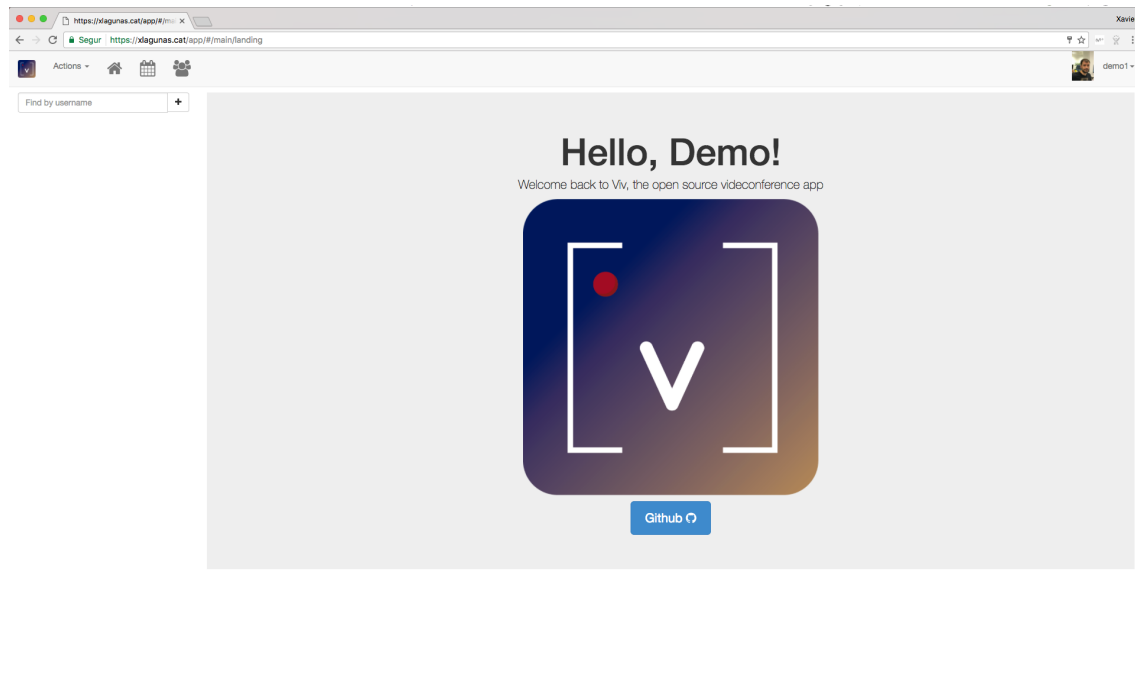 https://xlagunas.cat/app/#/ma
Xavie
Segur https://xlagunas.cat/app/#/main/landing
Actions
demo1
Find by username
+
Hello, Demo!
Welcome back to Viv, the open source videconference app
v
Github